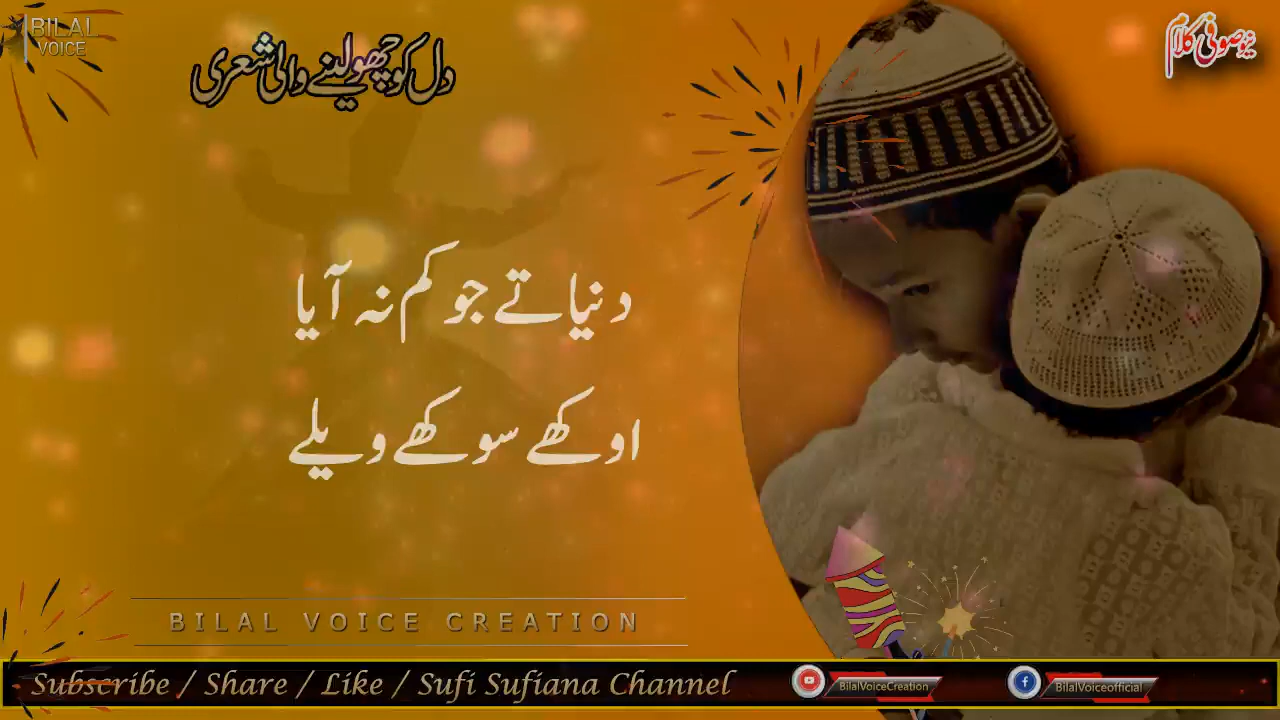 BILAL
VOICE
دل کو چھو لینے والی شعری
نیو صوفی کلام
دنیا تے جو کم نہ آیا
اوکھے سوکھے ویلے
BILAL VOICE CREATION
Subscribe / Share / Like / Sufi Sufiana Channel
BilalVoiceCreation
BilalVoiceofficial